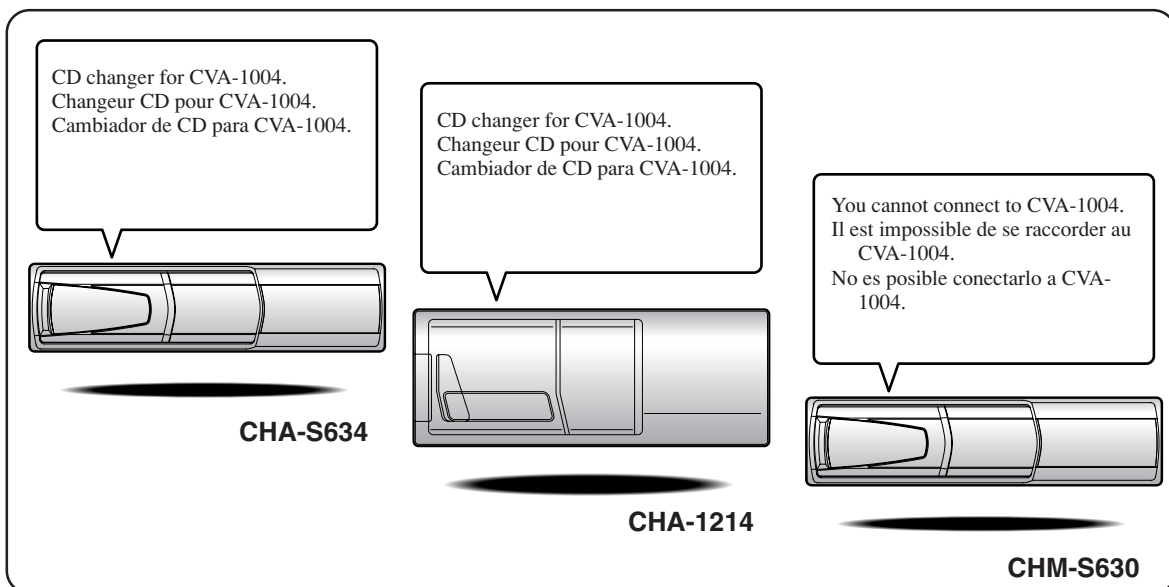 CD changer for CVA-1004.
Changeur CD pour CVA-1004.
Cambiador de CD para CVA-1004.
CHA-S634
CD changer for CVA-1004.
Changeur CD pour CVA-1004.
Cambiador de CD para CVA-1004.
CHA-1214
You cannot connect to CVA-1004.
Il est impossible de se raccorder au
CVA-1004.
No es posible conectarlo a CVA-
1004.
CHM-S630